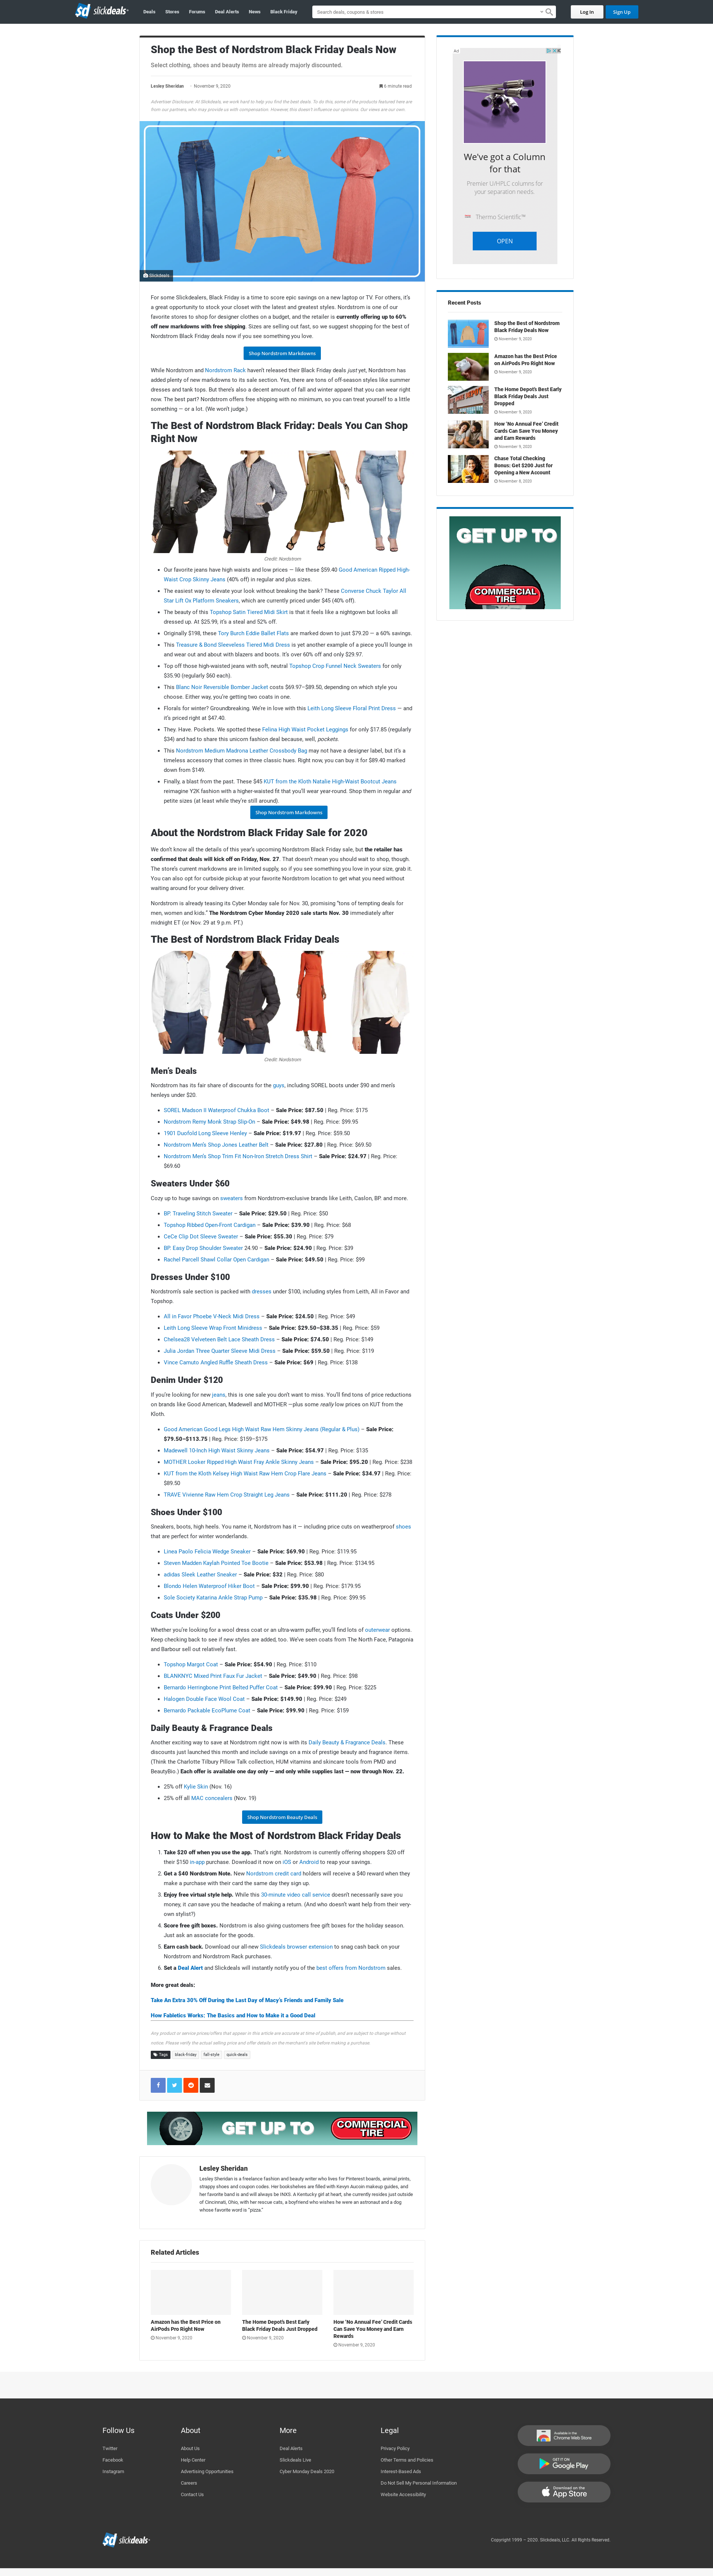 sd slickdeals
Deals Stores Forums Deal Alerts News Black Friday
Search deals, coupons & stores
Log In Sign Up
Shop the Best of Nordstrom Black Friday Deals Now
Select clothing, shoes and beauty items are already majorly discounted.
Lesley Sheridan · November 9, 2020
6 minute read
Advertiser Disclosure: At Slickdeals, we work hard to help you find the best deals. To do this, some of the products featured here are
from our partners, who may provide us with compensation. However, this doesn't influence our opinions. Our views are our own.
Slickdeals
For some Slickdealers, Black Friday is a time to score epic savings on a new laptop or TV. For others, it's
a great opportunity to stock your closet with the latest and greatest styles. Nordstrom is one of our
favorite places to shop for designer clothes on a budget, and the retailer is currently offering up to 60%
off new markdowns with free shipping. Sizes are selling out fast, so we suggest shopping for the best of
Nordstrom Black Friday deals now if you see something you love.
Shop Nordstrom Markdowns
While Nordstrom and Nordstrom Rack haven't released their Black Friday deals just yet, Nordstrom has
added plenty of new markdowns to its sale section. Yes, there are tons of off-season styles like summer
dresses and tank tops. But there's also a decent amount of fall and winter apparel that you can wear right
now. The best part? Nordstrom offers free shipping with no minimum, so you can treat yourself to a little
something — or a lot. (We won't judge.)
The Best of Nordstrom Black Friday: Deals You Can Shop
Right Now
Credit: Nordstrom
Our favorite jeans have high waists and low prices — like these $59.40 Good American Ripped High-
Waist Crop Skinny Jeans (40% off) in regular and plus sizes.
The easiest way to elevate your look without breaking the bank? These Converse Chuck Taylor All
Star Lift Ox Platform Sneakers, which are currently priced under $45 (40% off).
The beauty of this Topshop Satin Tiered Midi Skirt is that it feels like a nightgown but looks all
dressed up. At $25.99, it's a steal and 52% off.
Originally $198, these Tory Burch Eddie Ballet Flats are marked down to just $79.20 — a 60% savings.
This Treasure & Bond Sleeveless Tiered Midi Dress is yet another example of a piece you'll lounge in
and wear out and about with blazers and boots. It's over 60% off and only $29.97.
Top off those high-waisted jeans with soft, neutral Topshop Crop Funnel Neck Sweaters for only
$35.90 (regularly $60 each).
This Blanc Noir Reversible Bomber Jacket costs $69.97–$89.50, depending on which style you
choose. Either way, you're getting two coats in one.
Florals for winter? Groundbreaking. We're in love with this Leith Long Sleeve Floral Print Dress — and
it's priced right at $47.40.
They. Have. Pockets. We spotted these Felina High Waist Pocket Leggings for only $17.85 (regularly
$34) and had to share this unicorn fashion deal because, well, pockets.
This Nordstrom Medium Madrona Leather Crossbody Bag may not have a designer label, but it's a
timeless accessory that comes in three classic hues. Right now, you can buy it for $89.40 marked
down from $149.
Finally, a blast from the past. These $45 KUT from the Kloth Natalie High-Waist Bootcut Jeans
reimagine Y2K fashion with a higher-waisted fit that you'll wear year-round. Shop them in regular and
petite sizes (at least while they're still around).
Shop Nordstrom Markdowns
About the Nordstrom Black Friday Sale for 2020
We don't know all the details of this year's upcoming Nordstrom Black Friday sale, but the retailer has
confirmed that deals will kick off on Friday, Nov. 27. That doesn't mean you should wait to shop, though.
The store's current markdowns are in limited supply, so if you see something you love in your size, grab it.
You can also opt for curbside pickup at your favorite Nordstrom location to get what you need without
waiting around for your delivery driver.
Nordstrom is already teasing its Cyber Monday sale for Nov. 30, promising "tons of tempting deals for
men, women and kids." The Nordstrom Cyber Monday 2020 sale starts Nov. 30 immediately after
midnight ET (or Nov. 29 at 9 p.m. PT.)
The Best of Nordstrom Black Friday Deals
Credit: Nordstrom
Men's Deals
Nordstrom has its fair share of discounts for the guys, including SOREL boots under $90 and men's
henleys under $20.
SOREL Madson II Waterproof Chukka Boot – Sale Price: $87.50 | Reg. Price: $175
Nordstrom Remy Monk Strap Slip-On – Sale Price: $49.98 | Reg. Price: $99.95
1901 Duofold Long Sleeve Henley – Sale Price: $19.97 | Reg. Price: $59.50
Nordstrom Men's Shop Jones Leather Belt – Sale Price: $27.80 | Reg. Price: $69.50
Nordstrom Men's Shop Trim Fit Non-Iron Stretch Dress Shirt – Sale Price: $24.97 | Reg. Price:
$69.60
Sweaters Under $60
Cozy up to huge savings on sweaters from Nordstrom-exclusive brands like Leith, Caslon, BP. and more.
BP. Traveling Stitch Sweater – Sale Price: $29.50 | Reg. Price: $50
Topshop Ribbed Open-Front Cardigan – Sale Price: $39.90 | Reg. Price: $68
CeCe Clip Dot Sleeve Sweater – Sale Price: $55.30 | Reg. Price: $79
BP. Easy Drop Shoulder Sweater 24.90 – Sale Price: $24.90 | Reg. Price: $39
Rachel Parcell Shawl Collar Open Cardigan – Sale Price: $49.50 | Reg. Price: $99
Dresses Under $100
Nordstrom's sale section is packed with dresses under $100, including styles from Leith, All in Favor and
Topshop.
All in Favor Phoebe V-Neck Midi Dress – Sale Price: $24.50 | Reg. Price: $49
Leith Long Sleeve Wrap Front Minidress – Sale Price: $29.50–$38.35 | Reg. Price: $59
Chelsea28 Velveteen Belt Lace Sheath Dress – Sale Price: $74.50 | Reg. Price: $149
Julia Jordan Three Quarter Sleeve Midi Dress – Sale Price: $59.50 | Reg. Price: $119
Vince Camuto Angled Ruffle Sheath Dress – Sale Price: $69 | Reg. Price: $138
Denim Under $120
If you're looking for new jeans, this is one sale you don't want to miss. You'll find tons of price reductions
on brands like Good American, Madewell and MOTHER —plus some really low prices on KUT from the
Kloth.
Good American Good Legs High Waist Raw Hem Skinny Jeans (Regular & Plus) – Sale Price:
$79.50–$113.75 | Reg. Price: $159–$175
Madewell 10-Inch High Waist Skinny Jeans – Sale Price: $54.97 | Reg. Price: $135
MOTHER Looker Ripped High Waist Fray Ankle Skinny Jeans – Sale Price: $95.20 | Reg. Price: $238
KUT from the Kloth Kelsey High Waist Raw Hem Crop Flare Jeans – Sale Price: $34.97 | Reg. Price:
$89.50
TRAVE Vivienne Raw Hem Crop Straight Leg Jeans – Sale Price: $111.20 | Reg. Price: $278
Shoes Under $100
Sneakers, boots, high heels. You name it, Nordstrom has it — including price cuts on weatherproof shoes
that are perfect for winter wonderlands.
Linea Paolo Felicia Wedge Sneaker – Sale Price: $69.90 | Reg. Price: $119.95
Steven Madden Kaylah Pointed Toe Bootie – Sale Price: $53.98 | Reg. Price: $134.95
adidas Sleek Leather Sneaker – Sale Price: $32 | Reg. Price: $80
Blondo Helen Waterproof Hiker Boot – Sale Price: $99.90 | Reg. Price: $179.95
Sole Society Katarina Ankle Strap Pump – Sale Price: $35.98 | Reg. Price: $99.95
Coats Under $200
Whether you're looking for a wool dress coat or an ultra-warm puffer, you'll find lots of outerwear options.
Keep checking back to see if new styles are added, too. We've seen coats from The North Face, Patagonia
and Barbour sell out relatively fast.
Topshop Margot Coat – Sale Price: $54.90 | Reg. Price: $110
BLANKNYC Mixed Print Faux Fur Jacket – Sale Price: $49.90 | Reg. Price: $98
Bernardo Herringbone Print Belted Puffer Coat – Sale Price: $99.90 | Reg. Price: $225
Halogen Double Face Wool Coat – Sale Price: $149.90 | Reg. Price: $249
Bernardo Packable EcoPlume Coat – Sale Price: $99.90 | Reg. Price: $159
Daily Beauty & Fragrance Deals
Another exciting way to save at Nordstrom right now is with its Daily Beauty & Fragrance Deals. These
discounts just launched this month and include savings on a mix of prestige beauty and fragrance items.
(Think the Charlotte Tilbury Pillow Talk collection, HUM vitamins and skincare tools from PMD and
BeautyBio.) Each offer is available one day only — and only while supplies last — now through Nov. 22.
25% off Kylie Skin (Nov. 16)
25% off all MAC concealers (Nov. 19)
Shop Nordstrom Beauty Deals
How to Make the Most of Nordstrom Black Friday Deals
1. Take $20 off when you use the app. That's right. Nordstrom is currently offering shoppers $20 off
their $150 in-app purchase. Download it now on iOS or Android to reap your savings.
2. Get a $40 Nordstrom Note. New Nordstrom credit card holders will receive a $40 reward when they
make a purchase with their card the same day they sign up.
3. Enjoy free virtual style help. While this 30-minute video call service doesn't necessarily save you
money, it can save you the headache of making a return. (And who doesn't want help from their very-
own stylist?)
4. Score free gift boxes. Nordstrom is also giving customers free gift boxes for the holiday season.
Just ask an associate for the goods.
5. Earn cash back. Download our all-new Slickdeals browser extension to snag cash back on your
Nordstrom and Nordstrom Rack purchases.
6. Set a Deal Alert and Slickdeals will instantly notify you of the best offers from Nordstrom sales.
More great deals:
Take An Extra 30% Off During the Last Day of Macy's Friends and Family Sale
How Fabletics Works: The Basics and How to Make it a Good Deal
Any product or service prices/offers that appear in this article are accurate at time of publish, and are subject to change without
notice. Please verify the actual selling price and offer details on the merchant's site before making a purchase.
Tags black-friday fall-style quick-deals
GET UP TO COMMERCIAL TIRE
Lesley Sheridan
Lesley Sheridan is a freelance fashion and beauty writer who lives for Pinterest boards, animal prints,
strappy shoes and coupon codes. Her bookshelves are filled with Kevyn Aucoin makeup guides, and
her favorite band is and will always be INXS. A Kentucky girl at heart, she currently resides just outside
of Cincinnati, Ohio, with her rescue cats, a boyfriend who wishes he were an astronaut and a dog
whose favorite word is "pizza."
Related Articles
Amazon has the Best Price on
AirPods Pro Right Now
November 9, 2020
The Home Depot's Best Early
Black Friday Deals Just Dropped
November 9, 2020
How 'No Annual Fee' Credit Cards
Can Save You Money and Earn
Rewards
November 9, 2020
Ad
We've got a Column
for that
Premier U/HPLC columns for
your separation needs
Thermo Scientific™
OPEN
Recent Posts
Shop the Best of Nordstrom
Black Friday Deals Now
November 9, 2020
Amazon has the Best Price
on AirPods Pro Right Now
November 9, 2020
The Home Depot's Best Early
Black Friday Deals Just
Dropped
November 9, 2020
How 'No Annual Fee' Credit
Cards Can Save You Money
and Earn Rewards
November 9, 2020
Chase Total Checking
Bonus: Get $200 Just for
Opening a New Account
November 8, 2020
GET UP TO
COMMERCIAL
TIRE
Follow Us
Twitter
Facebook
Instagram
About
About Us
Help Center
Advertising Opportunities
Careers
Contact Us
More
Deal Alerts
Slickdeals Live
Cyber Monday Deals 2020
Legal
Privacy Policy
Other Terms and Policies
Interest-Based Ads
Do Not Sell My Personal Information
Website Accessibility
Available in the
Chrome Web Store
GET IT ON
Google Play
Download on the
App Store
sd slickdeals
Copyright 1999 – 2020. Slickdeals, LLC. All Rights Reserved.